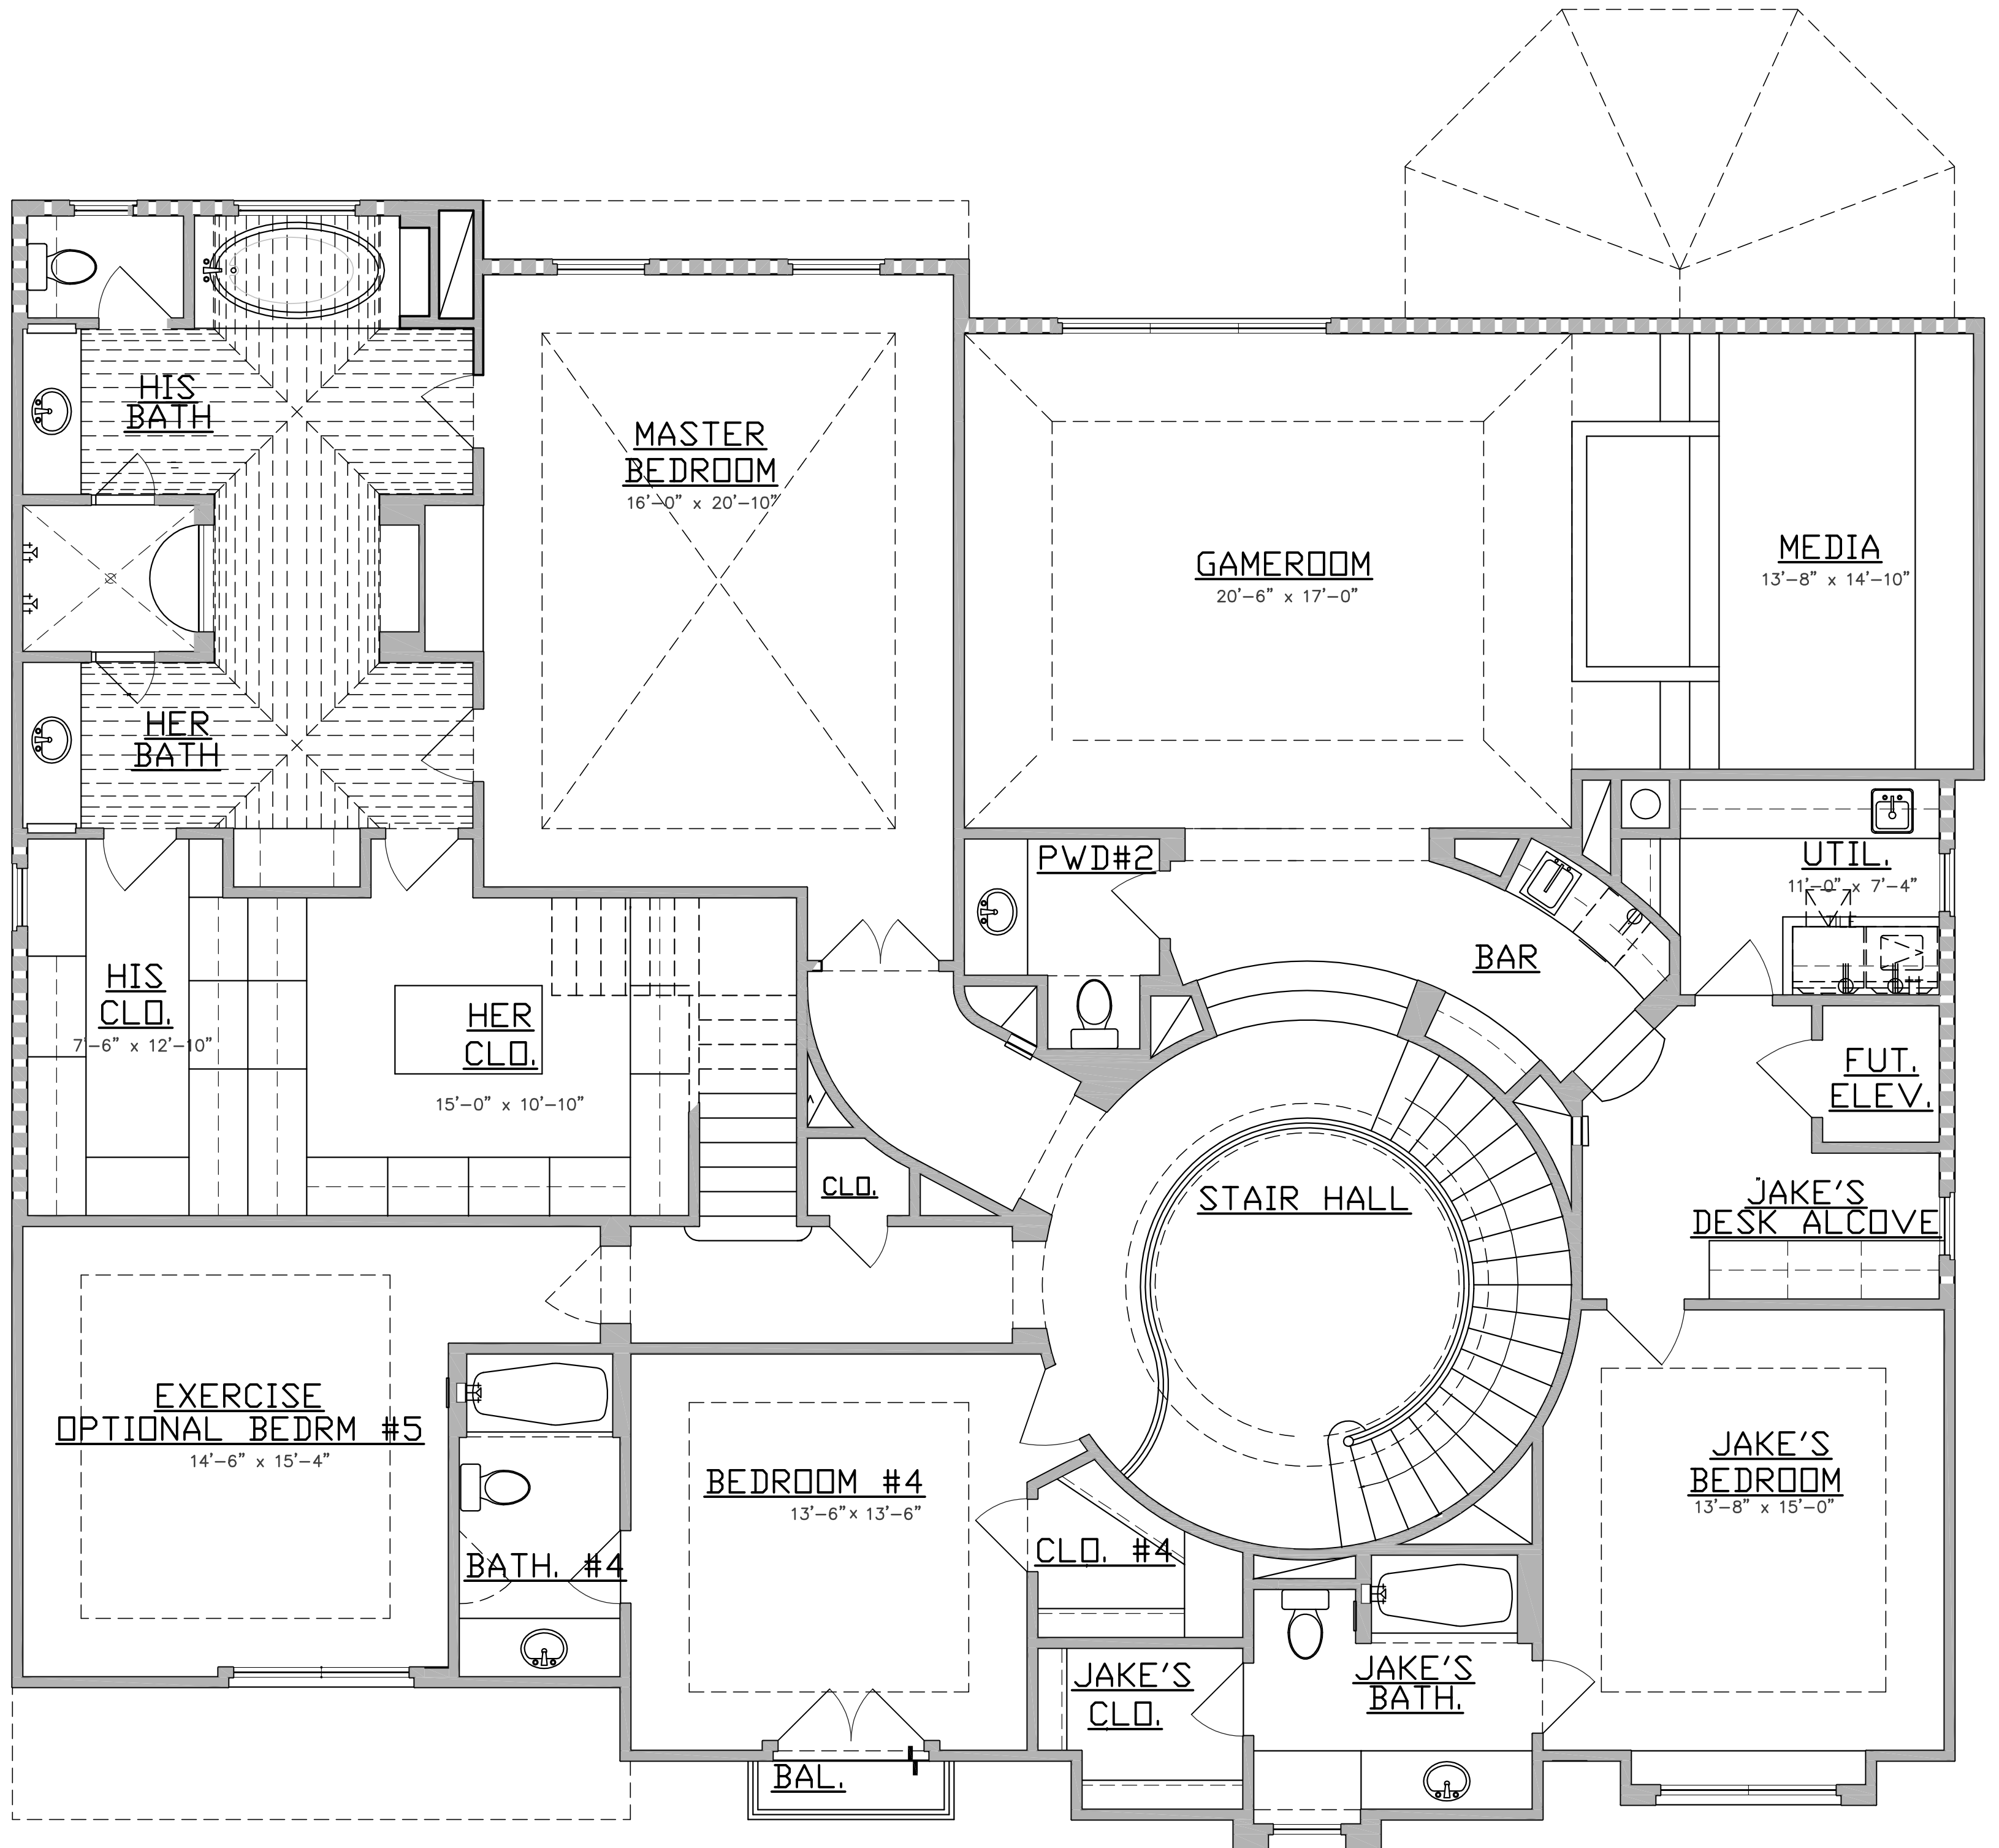 HIS
BATH
MASTER
BEDROOM
16'-0" x 20'-10"
GAMEROOM
20'-6" x 17'-0"
MEDIA
13'-8" x 14'-10"
HER
BATH
PWD#2
UTIL.
11'-0" x 7'-4"
TILE
BAR
HIS
CLO.
7'-6" x 12'-10"
HER
CLO.
15'-0" x 10'-10"
FUT.
ELEV.
CLO.
STAIR HALL
JAKE'S
DESK ALCOVE
EXERCISE
OPTIONAL BEDRM #5
14'-6" x 15'-4"
BEDROOM #4
13'-6" x 13'-6"
JAKE'S
BEDROOM
13'-8" x 15'-0"
BATH. #4
CLO. #4
JAKE'S
CLO.
JAKE'S
BATH.
BAL.